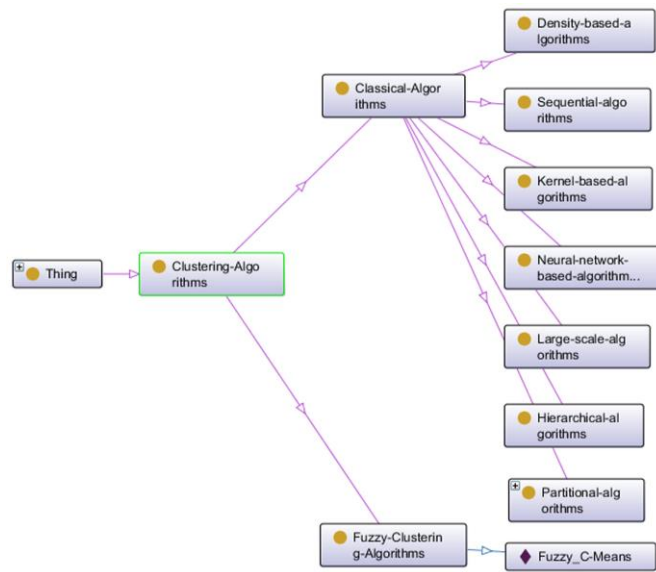 Density-based-a
lgorithms
Classical-Algor
ithms
Sequential-algo
rithms
Kernel-based-al
gorithms
Neural-network-
based-algorithm...
Thing
Clustering-Algo
rithms
Large-scale-alg
orithms
Hierarchical-al
gorithms
Partitional-alg
orithms
Fuzzy-Clusterin
g-Algorithms
Fuzzy_C-Means